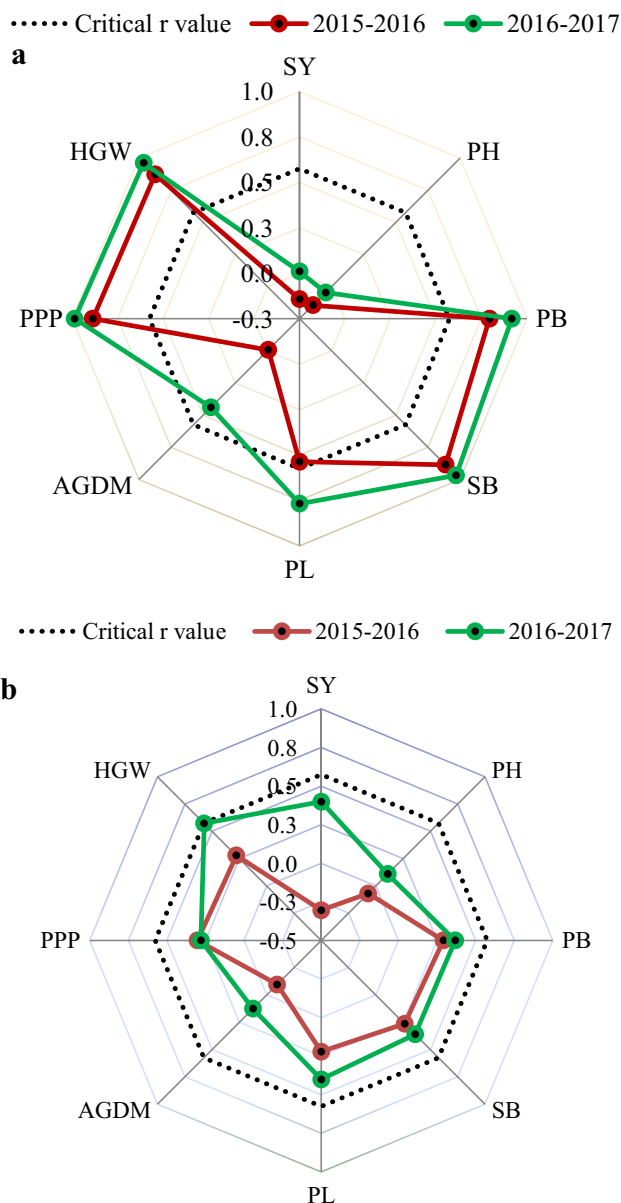 Critical r value 2015-2016 2016-2017
a
SY
1.0
HGW
PH
0.8
0.5
0.3
0.0
PPP
-0.3
PB
AGDM
SB
PL
Critical r value 2015-2016 2016-2017
b
SY
1.0
HGW
PH
0.8
0.5
0.3
0.0
-0.3
PPP
-0.5
PB
AGDM
SB
PL